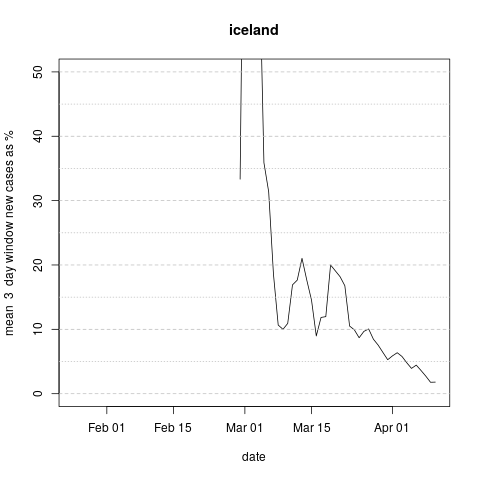 iceland
mean 3 day window new cases as %
50
40
30
20
10
0
Feb 01
Feb 15
Mar 01
Mar 15
Apr 01
date